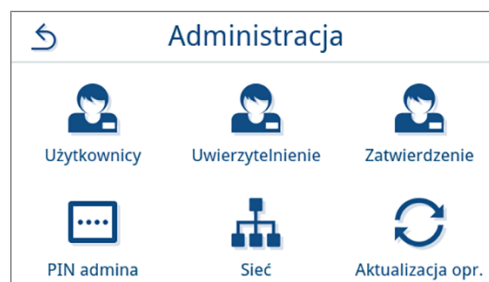 Administracja
Użytkownicy Uwierzytelnienie Zatwierdzenie
PIN admina Sieć Aktualizacja opr.